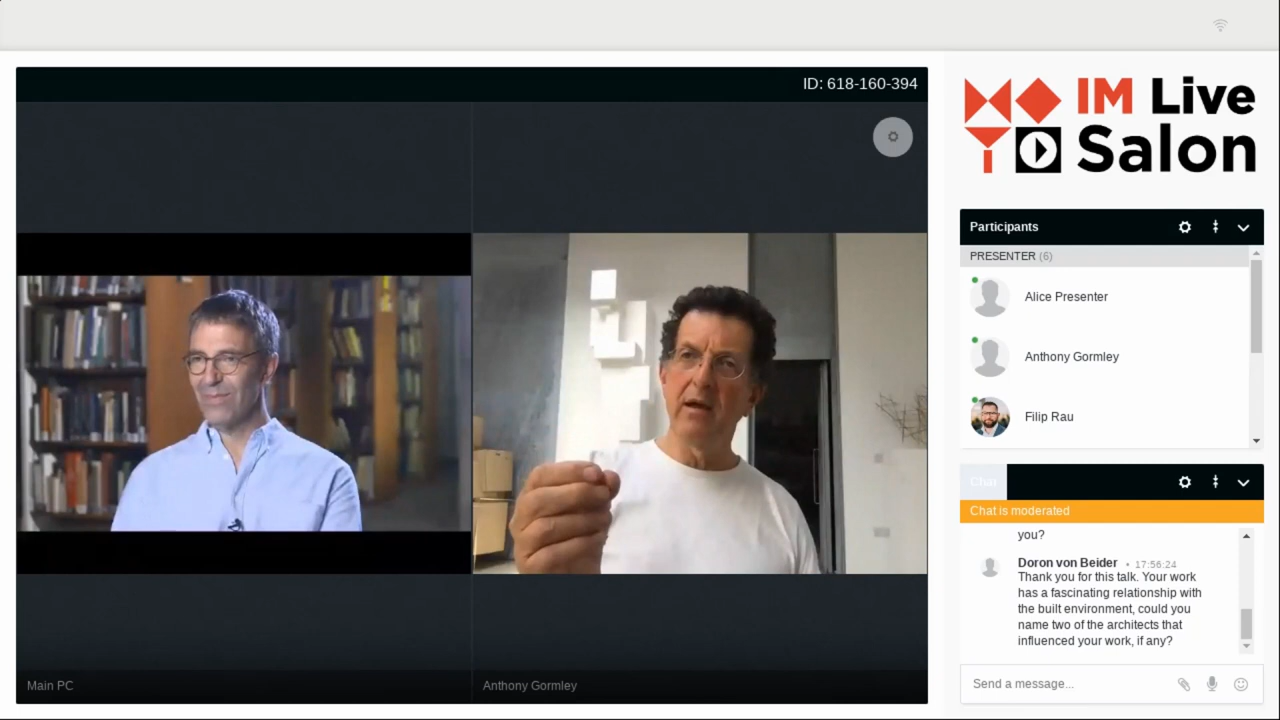 ID: 618-160-394
Main PC
Anthony Gormley
IM Live
Salon
Participants
PRESENTER (6)
Alice Presenter
Anthony Gormley
Filip Rau
Chat
Chat is moderated
you?
Doron von Beider • 17:56:24
Thank you for this talk. Your work
has a fascinating relationship with
the built environment, could you
name two of the architects that
influenced your work, if any?
Send a message...